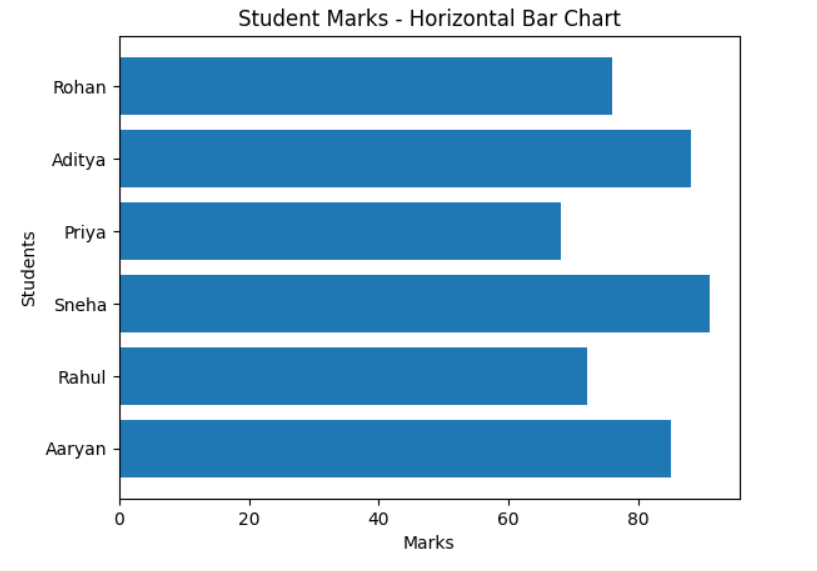 Student Marks - Horizontal Bar Chart
Rohan
Aditya
Priya
Sneha
Rahul
Aaryan
Students
0 20 40 60 80
Marks